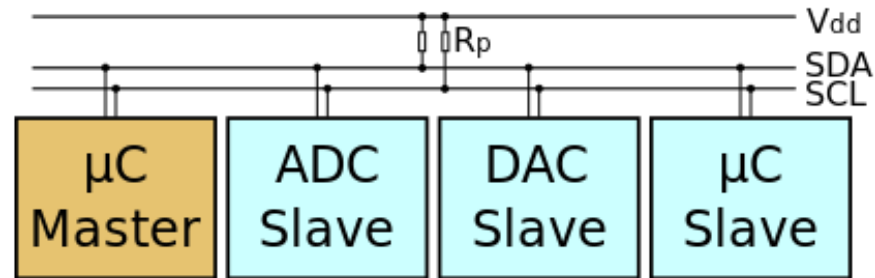 Vdd
Rp
SDA
SCL
µC
Master
ADC
Slave
DAC
Slave
µC
Slave